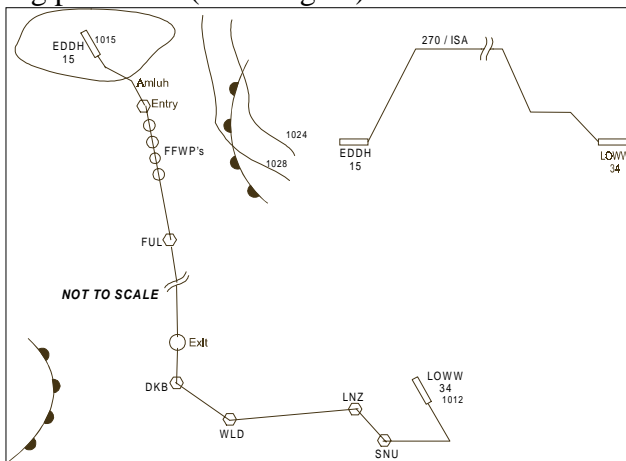 EDDH
15
1015
Amluh
Entry
FFWP's
1024
1028
270 / ISA
EDDH
15
LOWW
34
FUL
NOT TO SCALE
Exit
DKB
WLD
LNZ
SNU
LOWW
34
1012